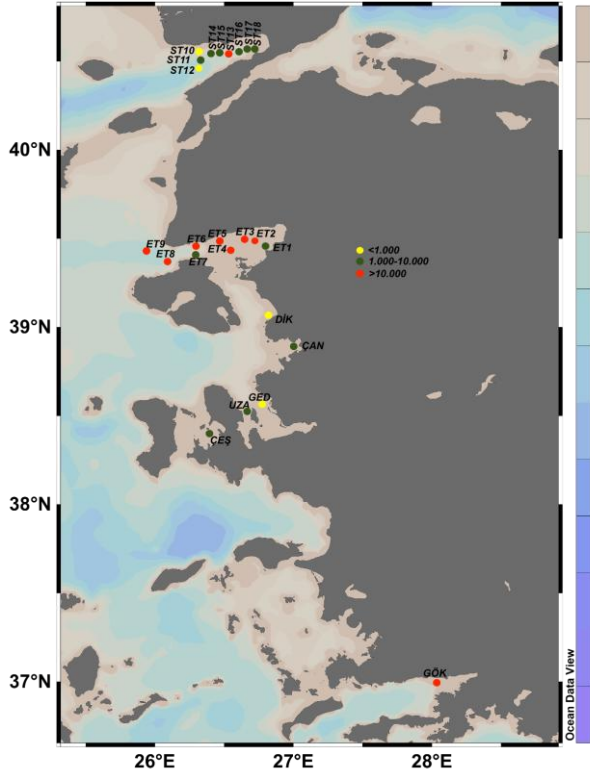 ST10
ST11
ST12
ST14
ST15
ST13
ST16
ST17
ST18
40°N
ET9
ET8
ET6
ET7
ET5
ET4
ET3
ET2
ET1
<1.000
1.000-10.000
>10.000
39°N
DİK
ÇAN
GED
UZA
ÇEŞ
38°N
37°N
GÖK
Ocean Data View
26°E
27°E
28°E